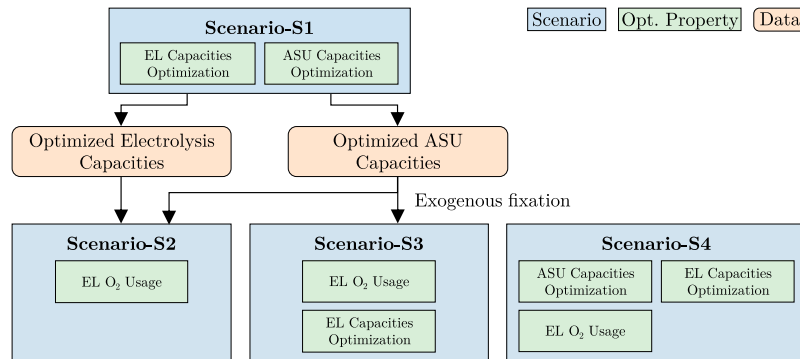 Scenario-S1
EL Capacities
Optimization
ASU Capacities
Optimization
Scenario
Opt. Property
Data
Optimized Electrolysis
Capacities
Optimized ASU
Capacities
Exogenous fixation
Scenario-S2
EL O₂ Usage
Scenario-S3
EL O₂ Usage
EL Capacities
Optimization
Scenario-S4
ASU Capacities
Optimization
EL Capacities
Optimization
EL O₂ Usage